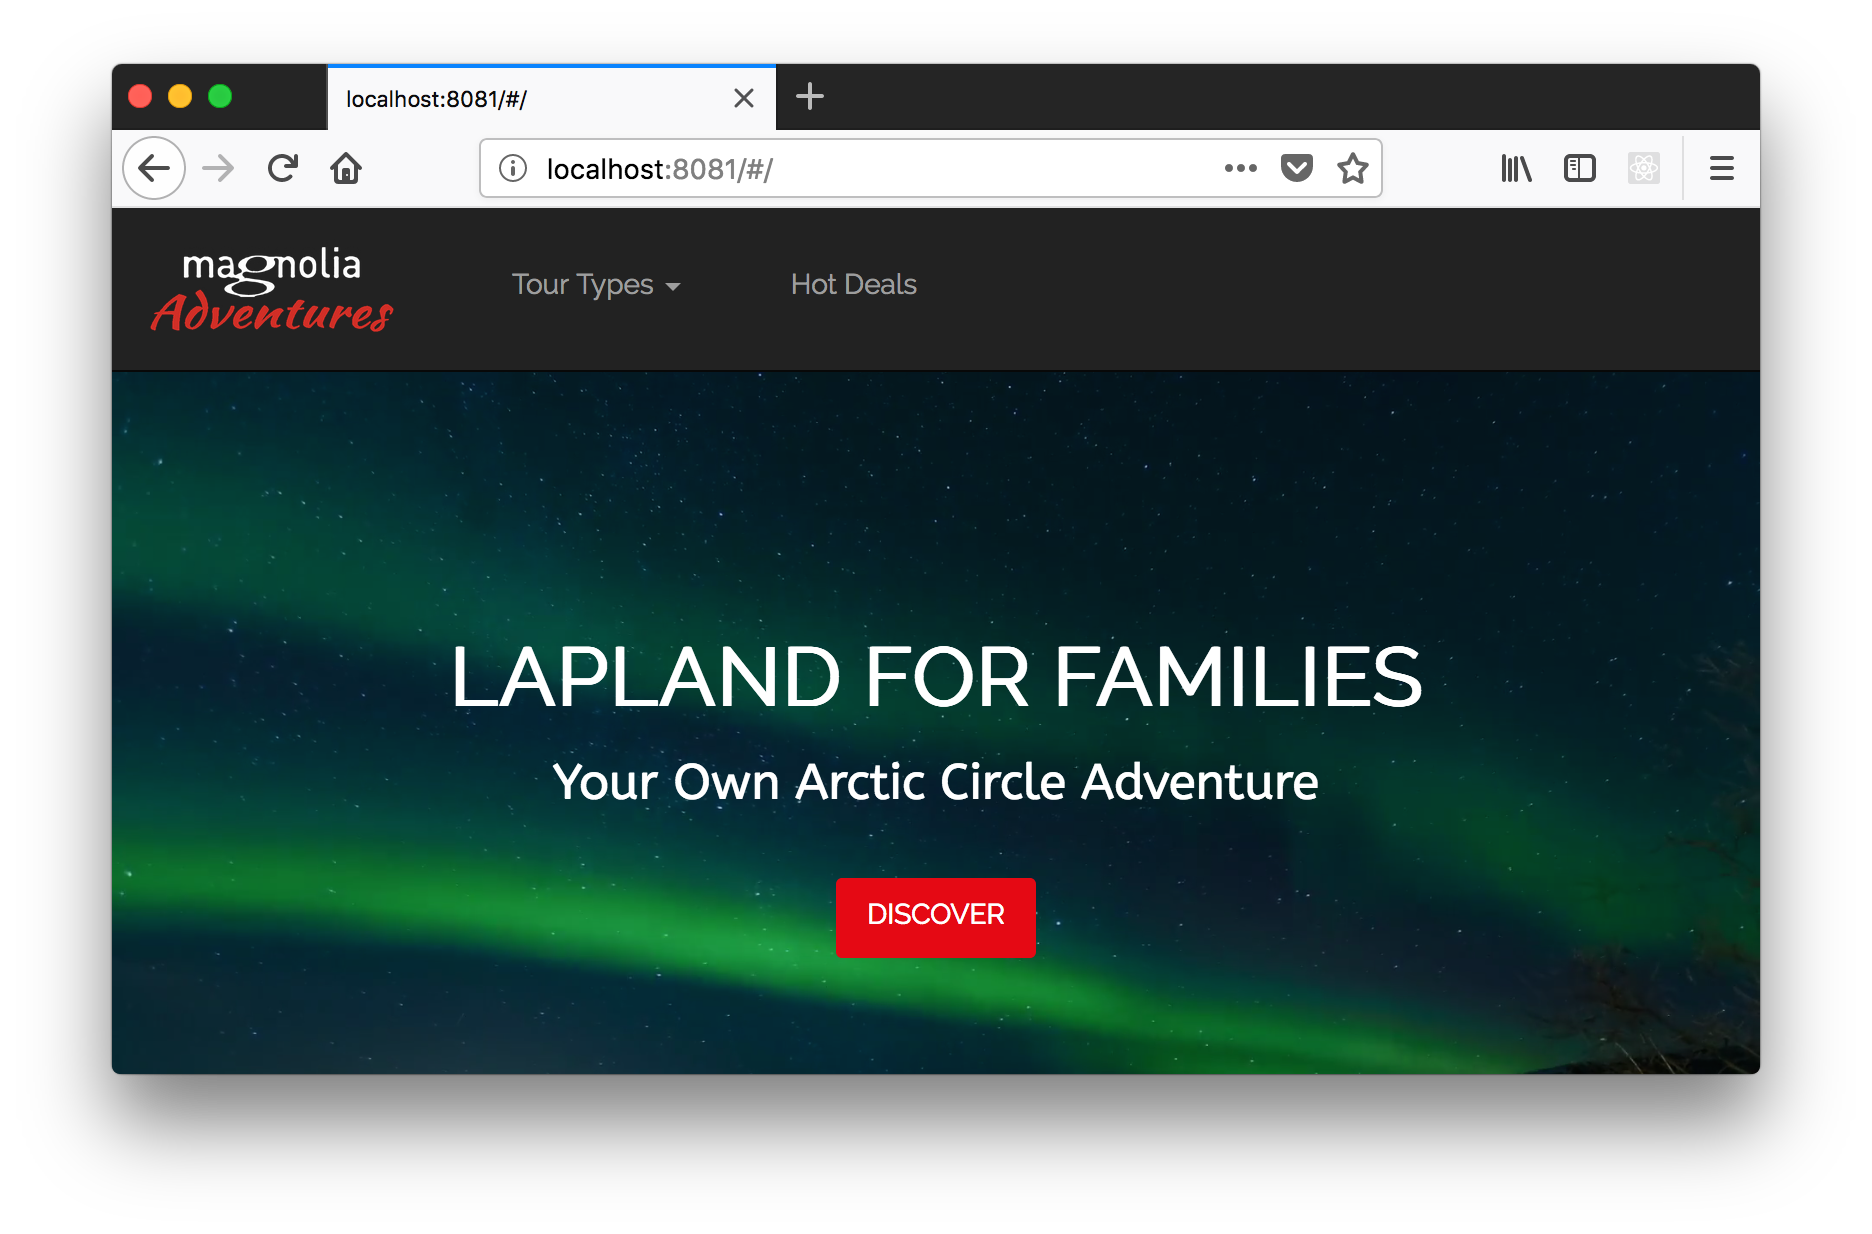 localhost:8081/#/
localhost:8081/#/
magnolia
Adventures
Tour Types
Hot Deals
LAPLAND FOR FAMILIES
Your Own Arctic Circle Adventure
DISCOVER